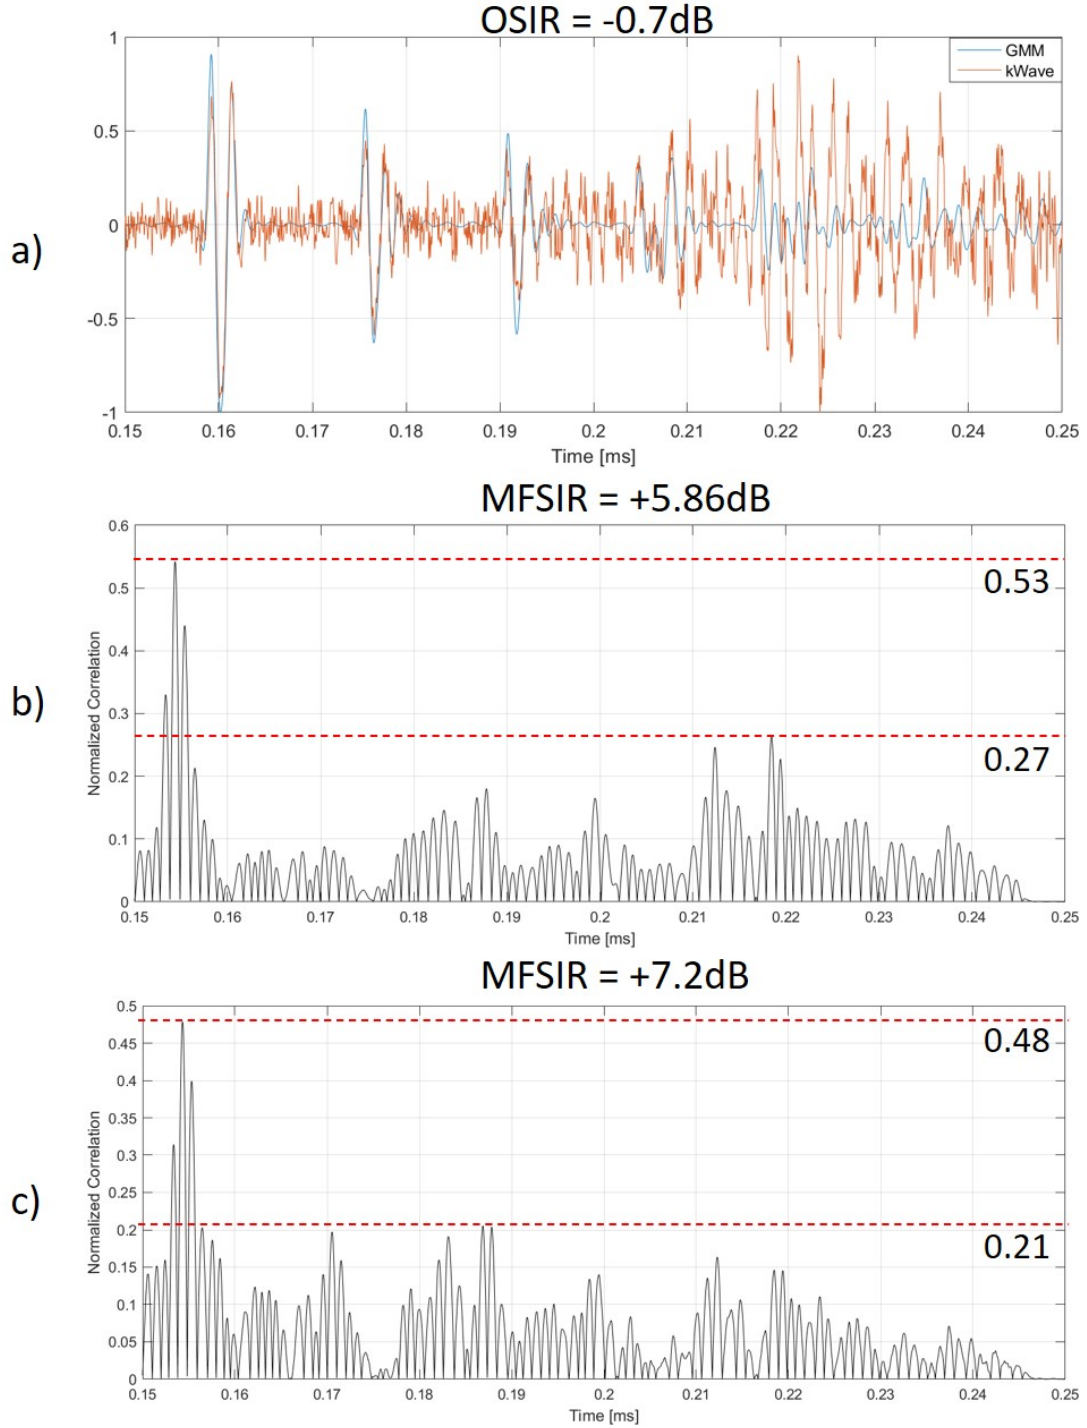 OSIR = -0.7dB
GMM
kWave
1
0.5
0
-0.5
-1
0.15 0.16 0.17 0.18 0.19 0.2 0.21 0.22 0.23 0.24 0.25
Time [ms]
a)
MFSIR = +5.86dB
0.6
0.5
0.4
0.3
0.2
0.1
0
0.53
0.27
Normalized Correlation
0.15 0.16 0.17 0.18 0.19 0.2 0.21 0.22 0.23 0.24 0.25
Time [ms]
b)
MFSIR = +7.2dB
0.5
0.45
0.4
0.35
0.3
0.25
0.2
0.15
0.1
0.05
0
0.48
0.21
Normalized Correlation
0.15 0.16 0.17 0.18 0.19 0.2 0.21 0.22 0.23 0.24 0.25
Time [ms]
c)